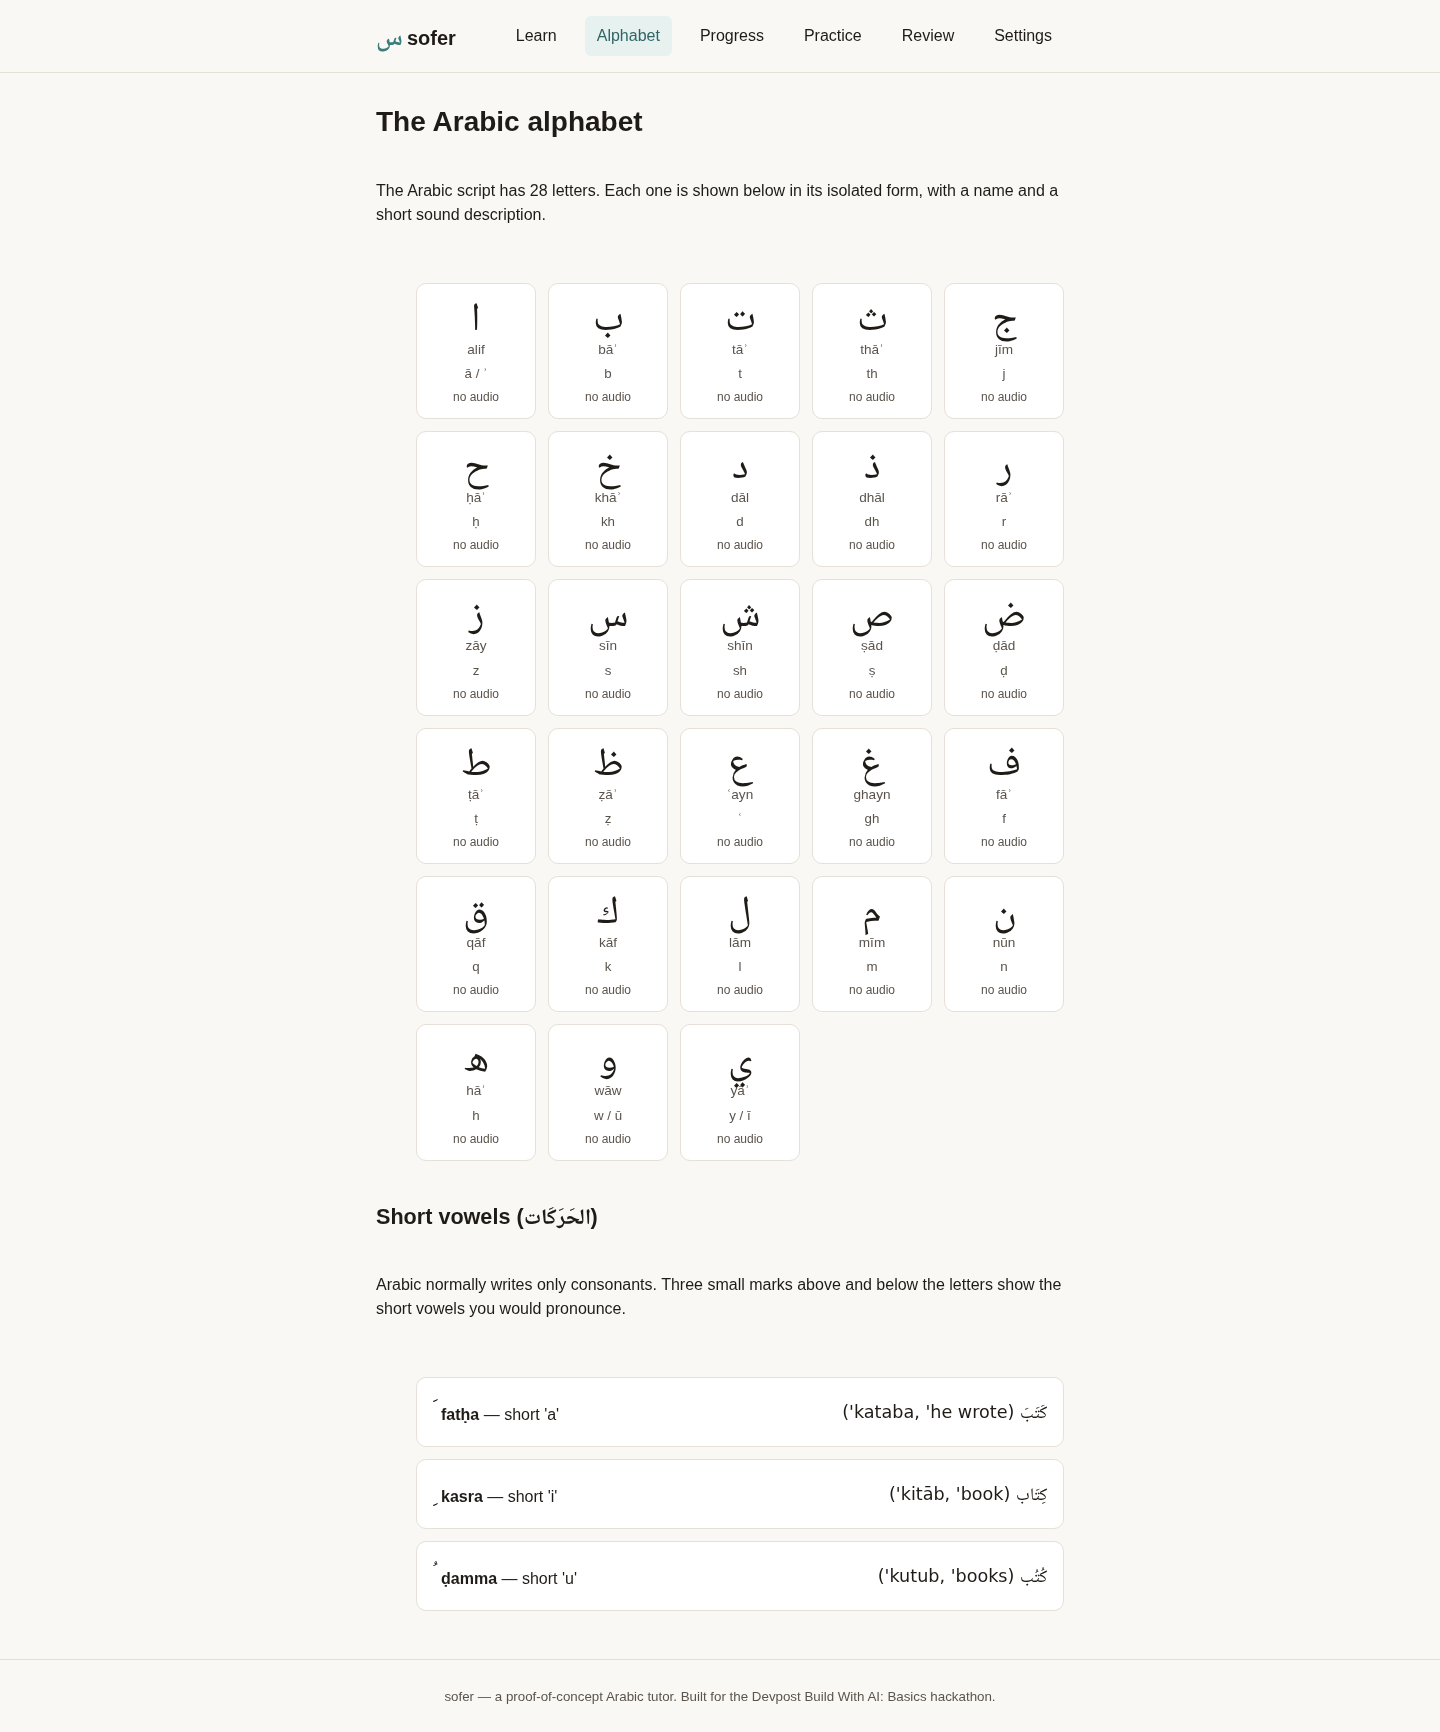 س sofer
Learn
Alphabet
Progress
Practice
Review
Settings
The Arabic alphabet
The Arabic script has 28 letters. Each one is shown below in its isolated form, with a name and a
short sound description.
ا
alif
ā / ʾ
no audio
ب
bāʾ
b
no audio
ت
tāʾ
t
no audio
ث
thāʾ
th
no audio
ج
jīm
j
no audio
ح
ḥāʾ
ḥ
no audio
خ
khāʾ
kh
no audio
د
dāl
d
no audio
ذ
dhāl
dh
no audio
ر
rāʾ
r
no audio
ز
zāy
z
no audio
س
sīn
s
no audio
ش
shīn
sh
no audio
ص
ṣād
ṣ
no audio
ض
ḍād
ḍ
no audio
ط
ṭāʾ
ṭ
no audio
ظ
ẓāʾ
ẓ
no audio
ع
ʿayn
ʿ
no audio
غ
ghayn
gh
no audio
ف
fāʾ
f
no audio
ق
qāf
q
no audio
ك
kāf
k
no audio
ل
lām
l
no audio
م
mīm
m
no audio
ن
nūn
n
no audio
ه
hāʾ
h
no audio
و
wāw
w / ū
no audio
ي
yāʾ
y / ī
no audio
Short vowels (الحَرَكَات)
Arabic normally writes only consonants. Three small marks above and below the letters show the
short vowels you would pronounce.
َ fatḥa — short 'a'
كَتَبَ (kataba, 'he wrote')
ِ kasra — short 'i'
كِتَاب (kitāb, 'book')
ُ ḍamma — short 'u'
كُتُب (kutub, 'books')
sofer — a proof-of-concept Arabic tutor. Built for the Devpost Build With AI: Basics hackathon.